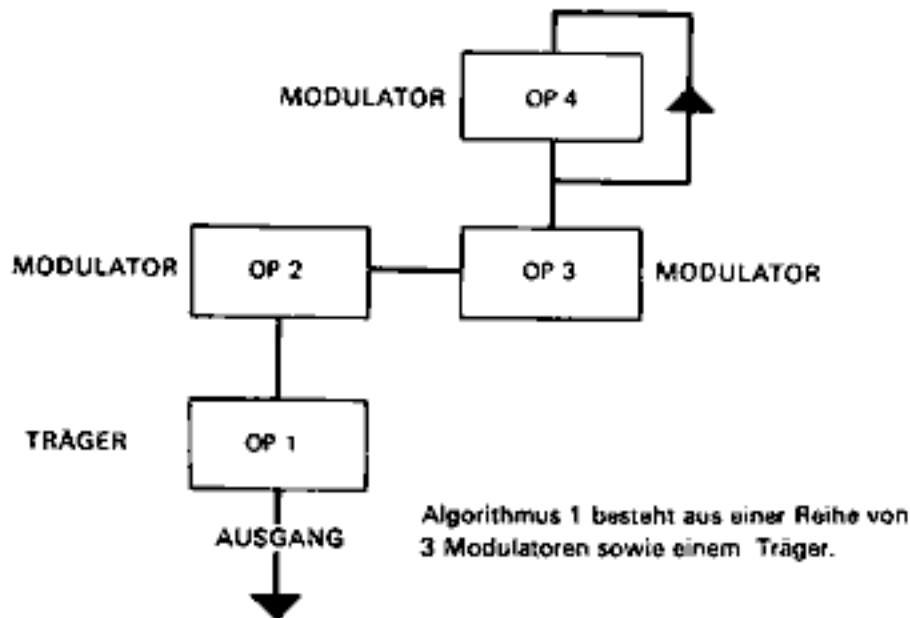 MODULATOR
OP 4
MODULATOR
OP 2
OP 3
MODULATOR
TRÄGER
OP 1
AUSGANG
Algorithmus 1 besteht aus einer Reihe von
3 Modulatoren sowie einem Träger.